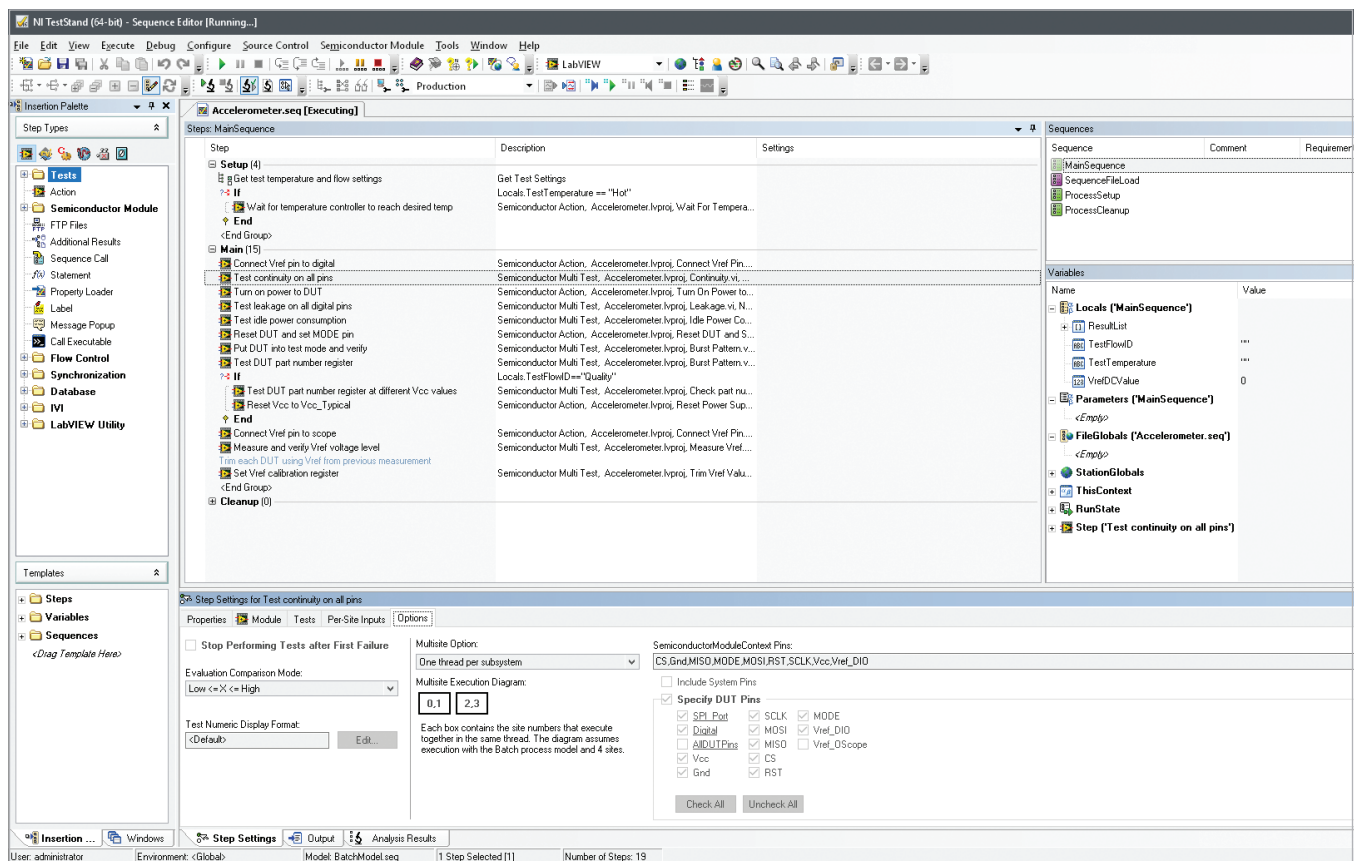 NI TestStand (64-bit) - Sequence Editor [Running...]
File Edit View Execute Debug Configure Source Control Semiconductor Module Tools Window Help
LabVIEW
Production
Insertion Palette
Step Types
Tests
Action
Semiconductor Module
FTP Files
Additional Results
Sequence Call
Statement
Property Loader
Label
Message Popup
Call Executable
Flow Control
Synchronization
Database
IVI
LabVIEW Utility
Templates
Steps
Variables
Sequences
<Drag Template Here>
Insertion ... Windows
Accelerometer.seq [Executing]
Steps: MainSequence
Step Description Settings
Setup (4)
Get test temperature and flow settings Get Test Settings
If Locals.TestTemperature == "Hot"
Wait for temperature controller to reach desired temp Semiconductor Action, Accelerometer.lvproj, Wait For Tempera...
End
<End Group>
Main (15)
Connect Vref pin to digital Semiconductor Action, Accelerometer.lvproj, Connect Vref Pin....
Test continuity on all pins Semiconductor Multi Test, Accelerometer.lvproj, Continuity.vi, ...
Turn on power to DUT Semiconductor Action, Accelerometer.lvproj, Turn On Power to...
Test leakage on all digital pins Semiconductor Multi Test, Accelerometer.lvproj, Leakage.vi, N...
Test idle power consumption Semiconductor Multi Test, Accelerometer.lvproj, Idle Power Co...
Reset DUT and set MODE pin Semiconductor Action, Accelerometer.lvproj, Reset DUT and S...
Put DUT into test mode and verify Semiconductor Multi Test, Accelerometer.lvproj, Burst Pattern.v...
Test DUT part number register Semiconductor Multi Test, Accelerometer.lvproj, Burst Pattern.v...
If Locals.TestFlowID=="Quality"
Test DUT part number register at different Vcc values Semiconductor Multi Test, Accelerometer.lvproj, Check part nu...
Reset Vcc to Vcc_Typical Semiconductor Action, Accelerometer.lvproj, Reset Power Sup...
End
Connect Vref pin to scope Semiconductor Action, Accelerometer.lvproj, Connect Vref Pin....
Measure and verify Vref voltage level Semiconductor Multi Test, Accelerometer.lvproj, Measure Vref....
Trim each DUT using Vref from previous measurement
Set Vref calibration register Semiconductor Multi Test, Accelerometer.lvproj, Trim Vref Valu...
<End Group>
Cleanup (0)
Sequences
Sequence Comment Requiremen
MainSequence
SequenceFileLoad
ProcessSetup
ProcessCleanup
Variables
Name Value
Locals ('MainSequence')
ResultList
TestFlowID ""
TestTemperature ""
VrefDCValue 0
Parameters ('MainSequence')
<Empty>
FileGlobals ('Accelerometer.seq')
<Empty>
StationGlobals
ThisContext
RunState
Step ('Test continuity on all pins')
Step Settings for Test continuity on all pins
Properties Module Tests Per-Site Inputs Options
Stop Performing Tests after First Failure
Evaluation Comparison Mode:
Low <= X <= High
Test Numeric Display Format:
<Default> Edit...
Multisite Option:
One thread per subsystem
Multisite Execution Diagram:
0,1 2,3
Each box contains the site numbers that execute
together in the same thread. The diagram assumes
execution with the Batch process model and 4 sites.
SemiconductorModuleContext Pins:
CS,Gnd,MISO,MODE,MOSI,RST,SCLK,Vcc,Vref_DIO
Include System Pins
Specify DUT Pins
SPI_Port SCLK MODE
Digital MOSI Vref_DIO
AllDUTPins MISO Vref_OScope
Vcc CS
Gnd RST
Check All Uncheck All
Step Settings Output Analysis Results
User: administrator Environment: <Global> Model: BatchModel.seq 1 Step Selected [1] Number of Steps: 19